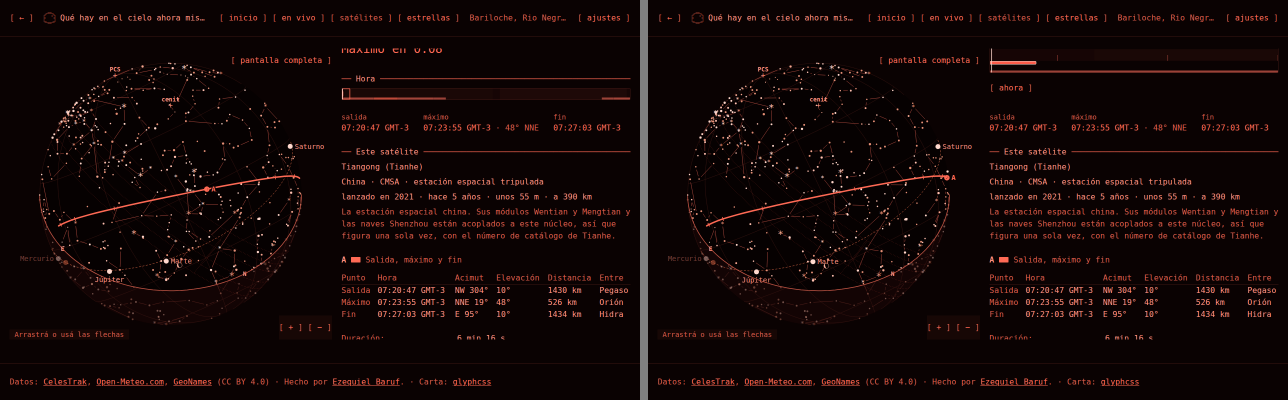 [ ← ] Qué hay en el cielo ahora mis… [ inicio ] [ en vivo ] [ satélites ] [ estrellas ] Bariloche, Rio Negr… [ ajustes ]
Máximo en 0:08
[ pantalla completa ]
Hora
PCS
cenit
Saturno
A
E
Mercurio
Marte
Júpiter
N
salida máximo fin
07:20:47 GMT-3 07:23:55 GMT-3 · 48° NNE 07:27:03 GMT-3
Este satélite
Tiangong (Tianhe)
China · CMSA · estación espacial tripulada
lanzado en 2021 · hace 5 años · unos 55 m · a 390 km
La estación espacial china. Sus módulos Wentian y Mengtian y
las naves Shenzhou están acoplados a este núcleo, así que
figura una sola vez, con el número de catálogo de Tianhe.
A Salida, máximo y fin
Punto Hora Acimut Elevación Distancia Entre
Salida 07:20:47 GMT-3 NW 304° 10° 1430 km Pegaso
Máximo 07:23:55 GMT-3 NNE 19° 48° 526 km Orión
Fin 07:27:03 GMT-3 E 95° 10° 1434 km Hidra
Duración: 6 min 16 s
Arrastrá o usá las flechas
[ + ] [ − ]
Datos: CelesTrak, Open-Meteo.com, GeoNames (CC BY 4.0) · Hecho por Ezequiel Baruf. · Carta: glyphcss
[ ← ] Qué hay en el cielo ahora mis… [ inicio ] [ en vivo ] [ satélites ] [ estrellas ] Bariloche, Rio Negr… [ ajustes ]
[ pantalla completa ]
[ ahora ]
PCS
cenit
Saturno
A
E
Mercurio
Marte
Júpiter
N
salida máximo fin
07:20:47 GMT-3 07:23:55 GMT-3 · 48° NNE 07:27:03 GMT-3
Este satélite
Tiangong (Tianhe)
China · CMSA · estación espacial tripulada
lanzado en 2021 · hace 5 años · unos 55 m · a 390 km
La estación espacial china. Sus módulos Wentian y Mengtian y
las naves Shenzhou están acoplados a este núcleo, así que
figura una sola vez, con el número de catálogo de Tianhe.
A Salida, máximo y fin
Punto Hora Acimut Elevación Distancia Entre
Salida 07:20:47 GMT-3 NW 304° 10° 1430 km Pegaso
Máximo 07:23:55 GMT-3 NNE 19° 48° 526 km Orión
Fin 07:27:03 GMT-3 E 95° 10° 1434 km Hidra
Duración: 6 min 16 s
Arrastrá o usá las flechas
[ + ] [ − ]
Datos: CelesTrak, Open-Meteo.com, GeoNames (CC BY 4.0) · Hecho por Ezequiel Baruf. · Carta: glyphcss